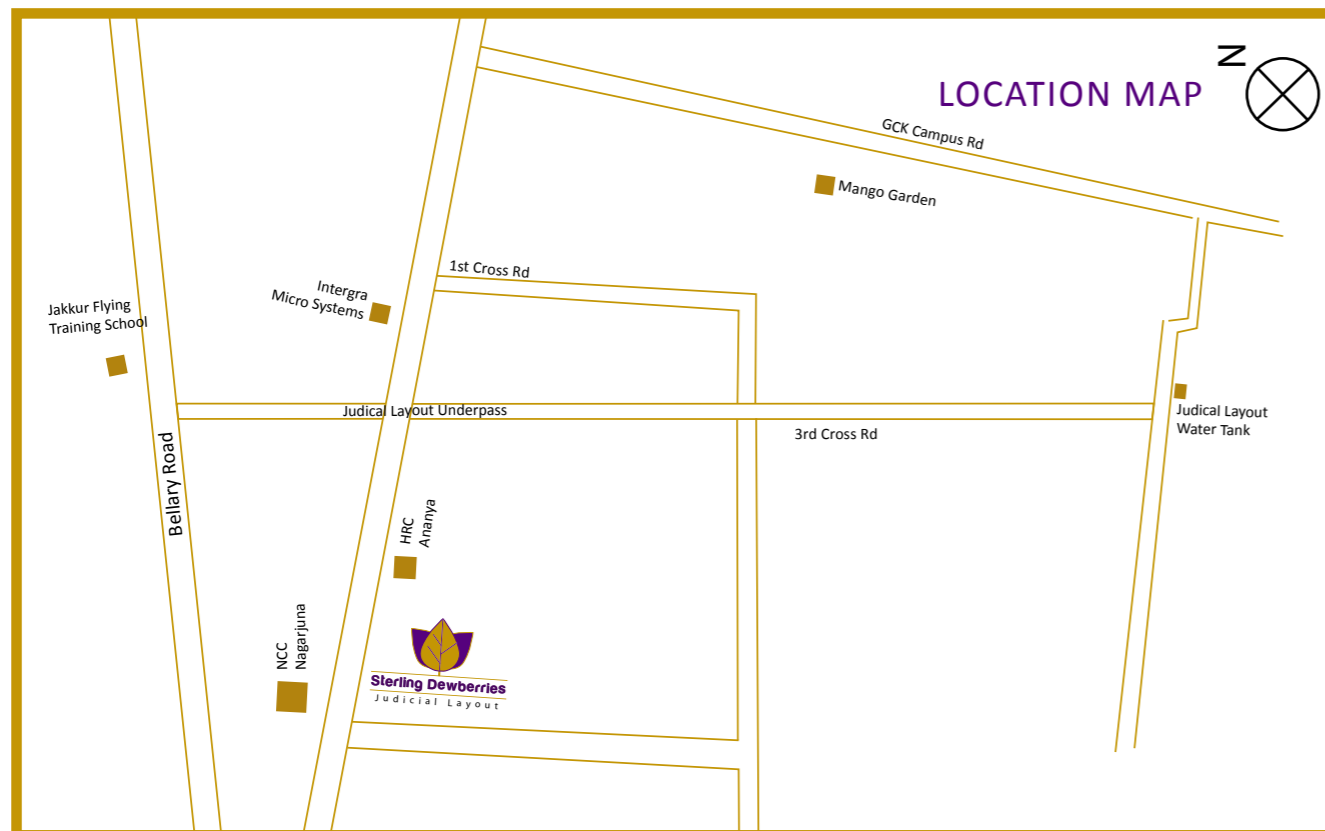 N
LOCATION MAP
GCK Campus Rd
Mango Garden
1st Cross Rd
Intergra
Micro Systems
Jakkur Flying
Training School
Judical Layout Underpass
3rd Cross Rd
Judical Layout
Water Tank
Bellary Road
HRC
Ananya
NCC
Nagarjuna
Sterling Dewberries
Judicial Layout